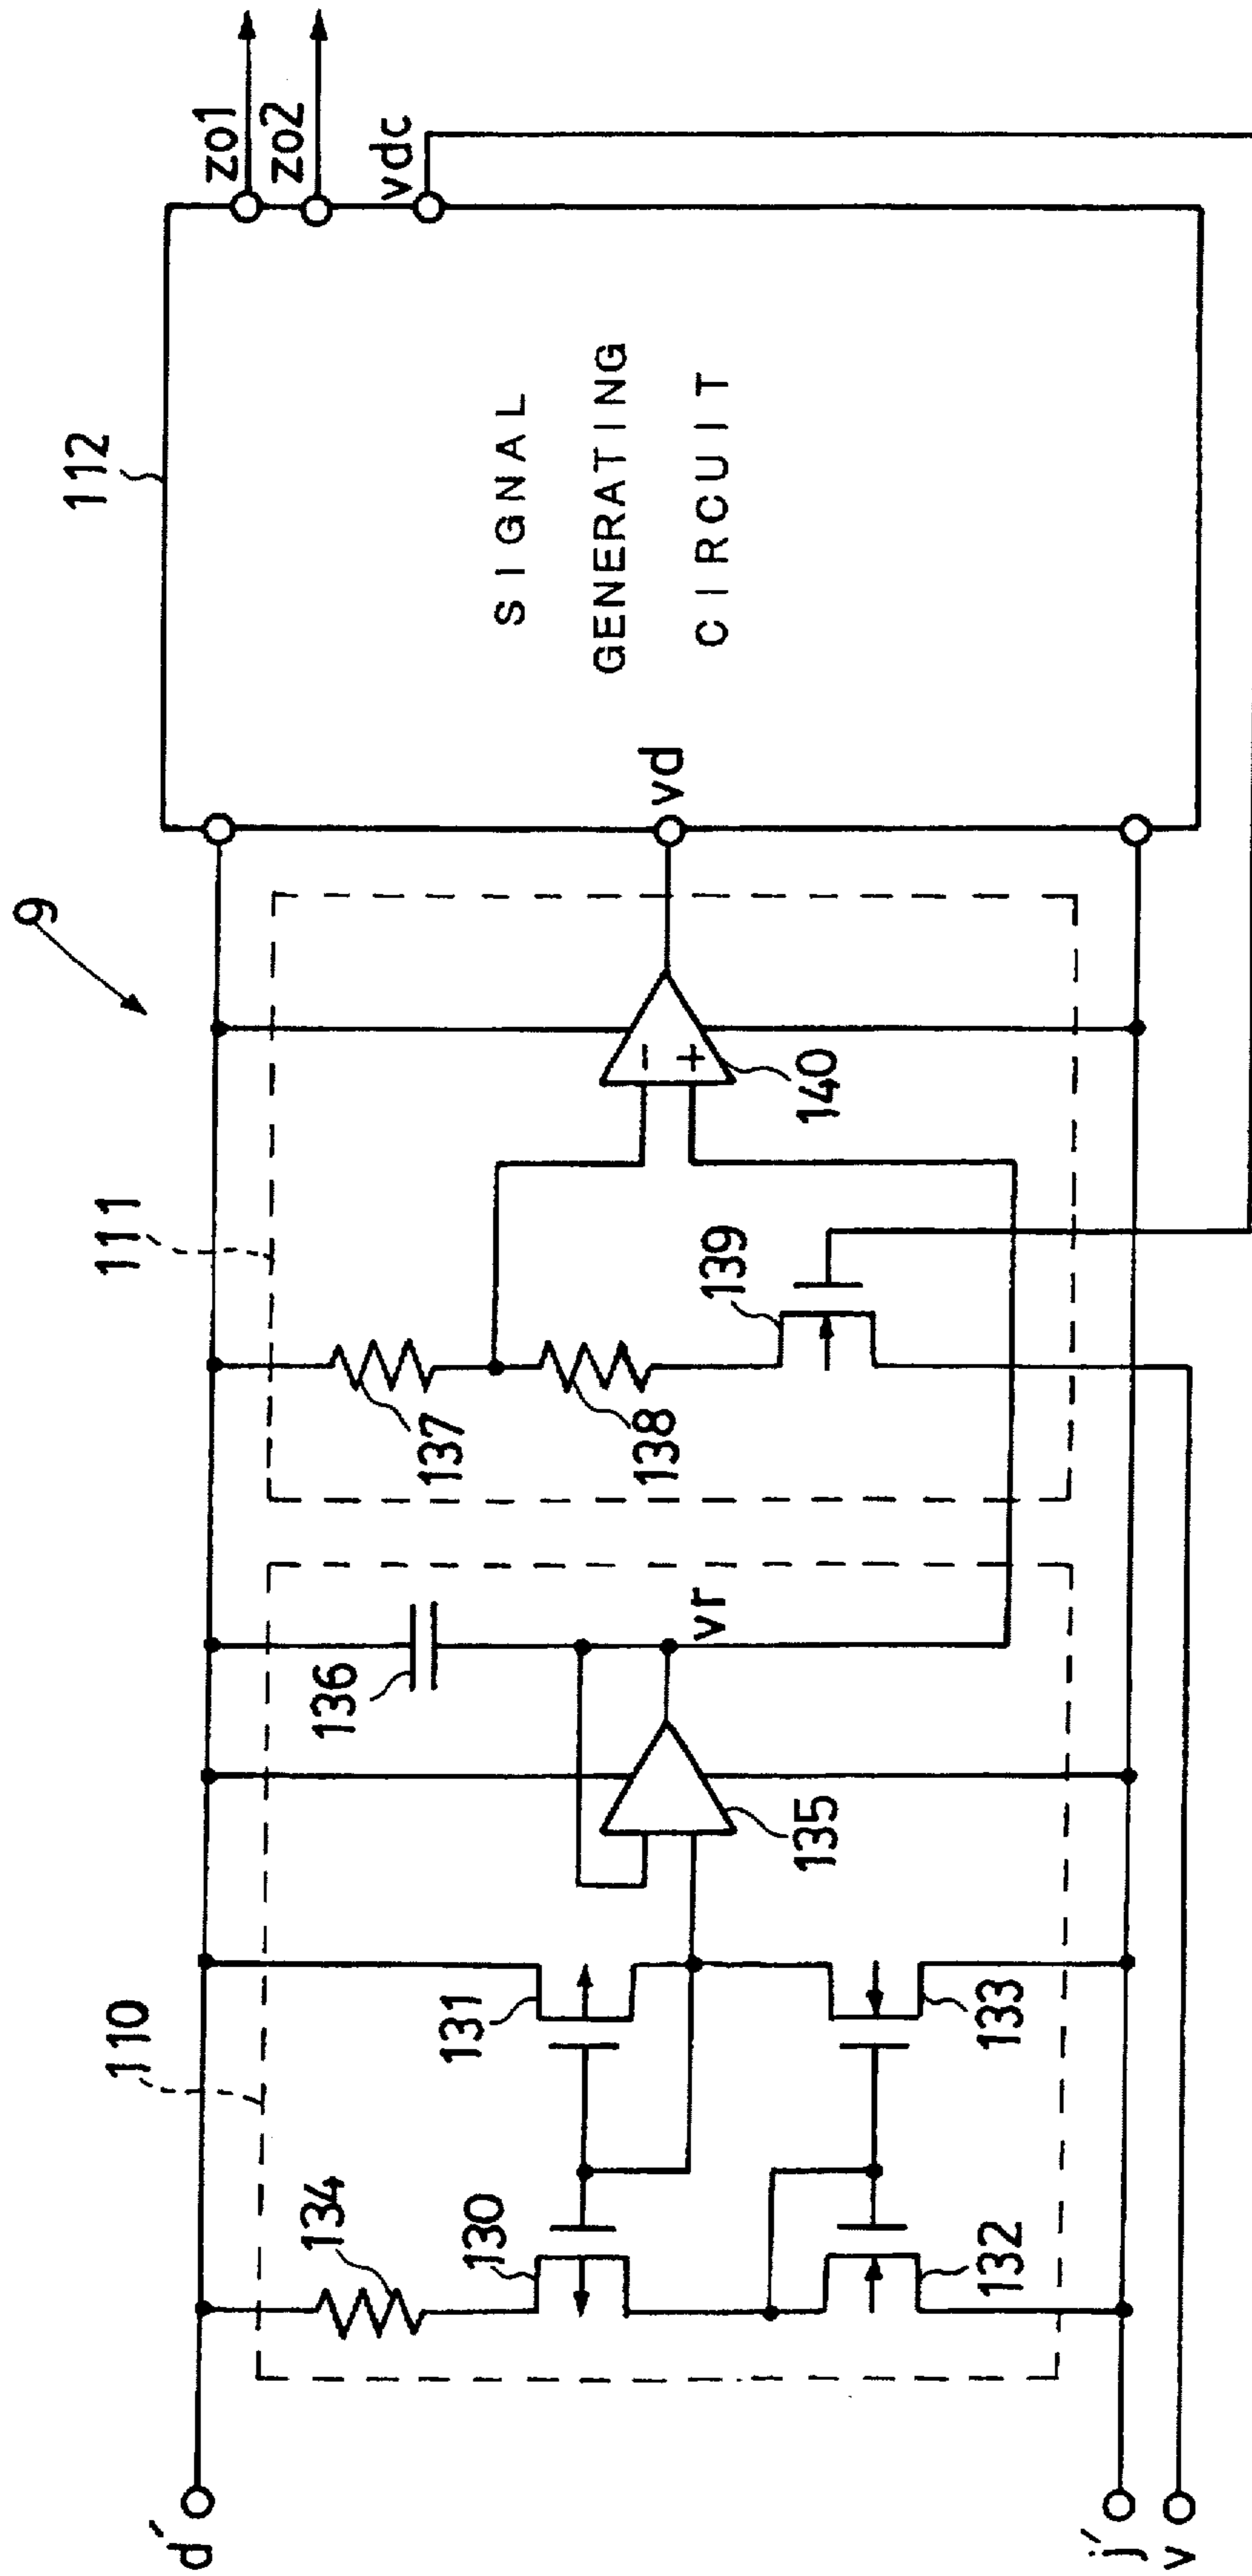 9
110
111
112
d′
134
136
131
130
137
138
139
vr
135
140
132
133
vd
SIGNAL
GENERATING
CIRCUIT
zo1
zo2
vdc
-
+
j′
v